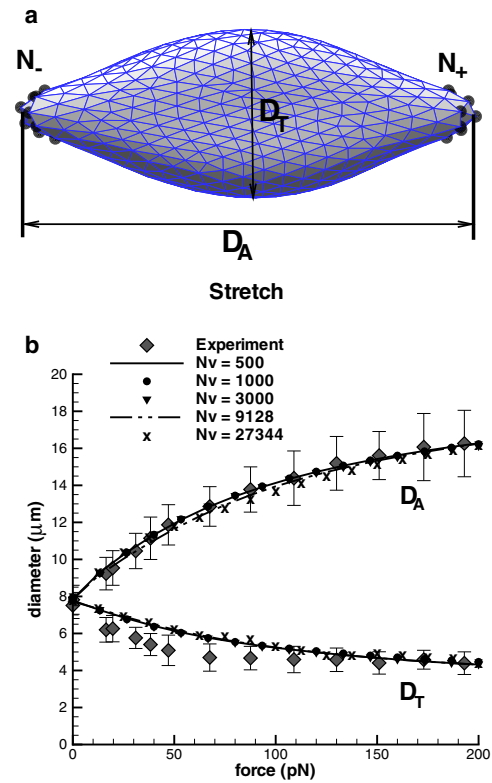 a
N- N+
DT
DA
Stretch
b
Experiment
Nv = 500
Nv = 1000
Nv = 3000
Nv = 9128
Nv = 27344
20
18
16
14
12
10
8
6
4
2
0
diameter (μm)
DA
DT
0 50 100 150 200
force (pN)